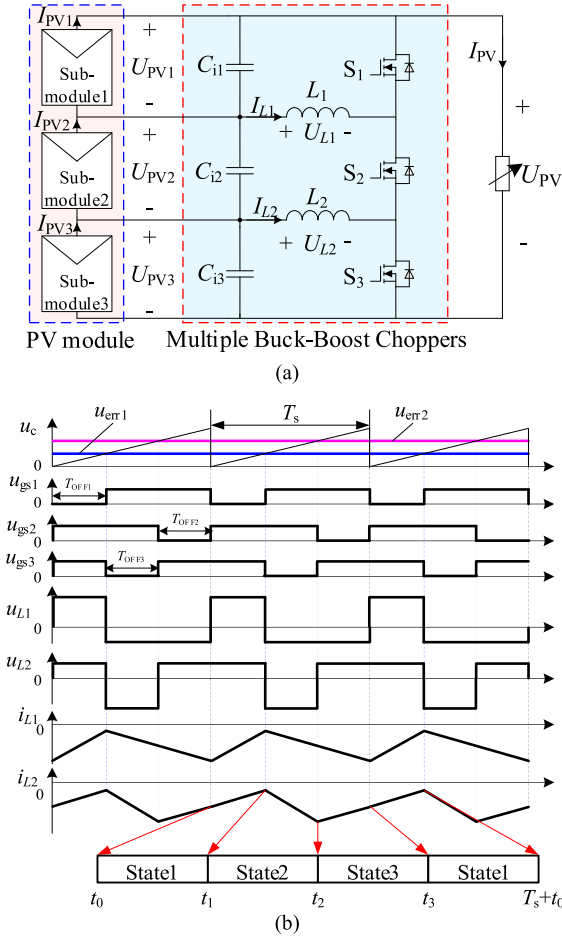 I_PV1 + I_PV
Sub-module1 U_PV1 C_i1 S_1
- I_L1 L_1
I_PV2 + + U_L1 - +
Sub-module2 U_PV2 C_i2 S_2 U_PV
- I_L2 L_2
I_PV3 + + U_L2 - -
Sub-module3 U_PV3 C_i3 S_3
-
PV module Multiple Buck-Boost Choppers
(a)
u_c u_err1 T_s u_err2
0
u_gs1 T_OFF1
0
u_gs2 T_OFF2
0
u_gs3 T_OFF3
0
u_L1
0
u_L2
0
i_L1 0
i_L2
0
State1 State2 State3 State1
t_0 t_1 t_2 t_3 T_s+t_0
(b)